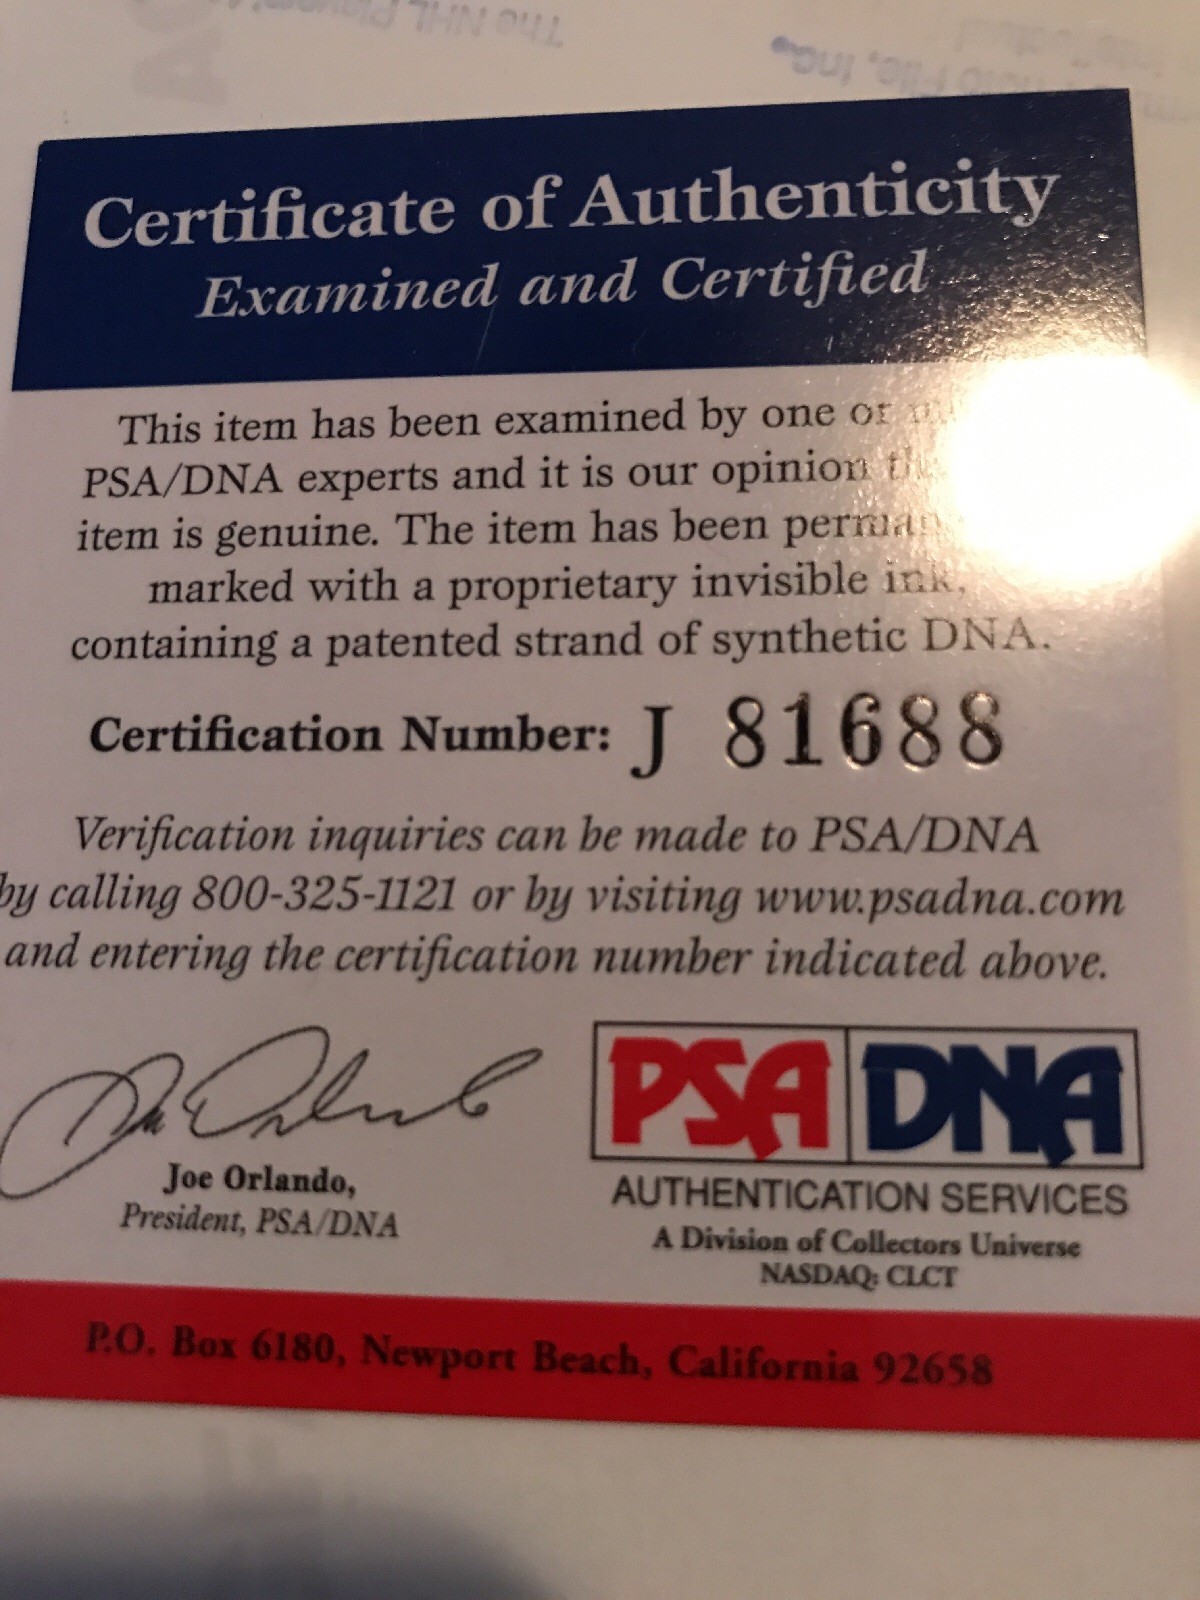 The NHL
File, Inc.
Certificate of Authenticity
Examined and Certified
This item has been examined by one or
PSA/DNA experts and it is our opinion
item is genuine. The item has been
marked with a proprietary invisible ink,
containing a patented strand of synthetic DNA.
Certification Number: J 81688
Verification inquiries can be made to PSA/DNA
by calling 800-325-1121 or by visiting www.psadna.com
and entering the certification number indicated above.
Joe Orlando,
President, PSA/DNA
PSA DNA
AUTHENTICATION SERVICES
A Division of Collectors Universe
NASDAQ: CLCT
P.O. Box 6180, Newport Beach, California 92658